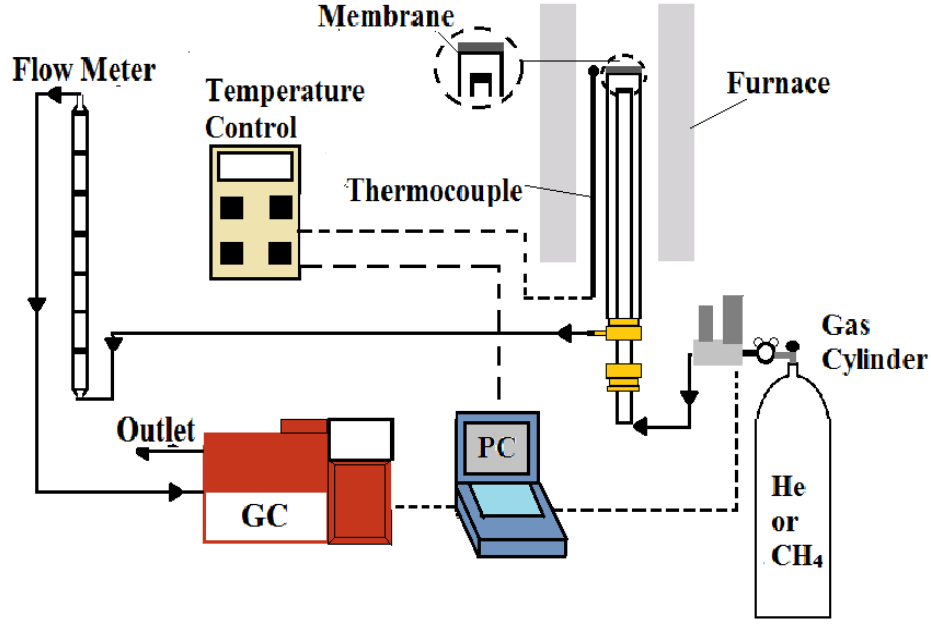 Membrane
Flow Meter
Temperature
Control
Furnace
Thermocouple
Gas
Cylinder
Outlet
PC
GC
He
or
CH₄